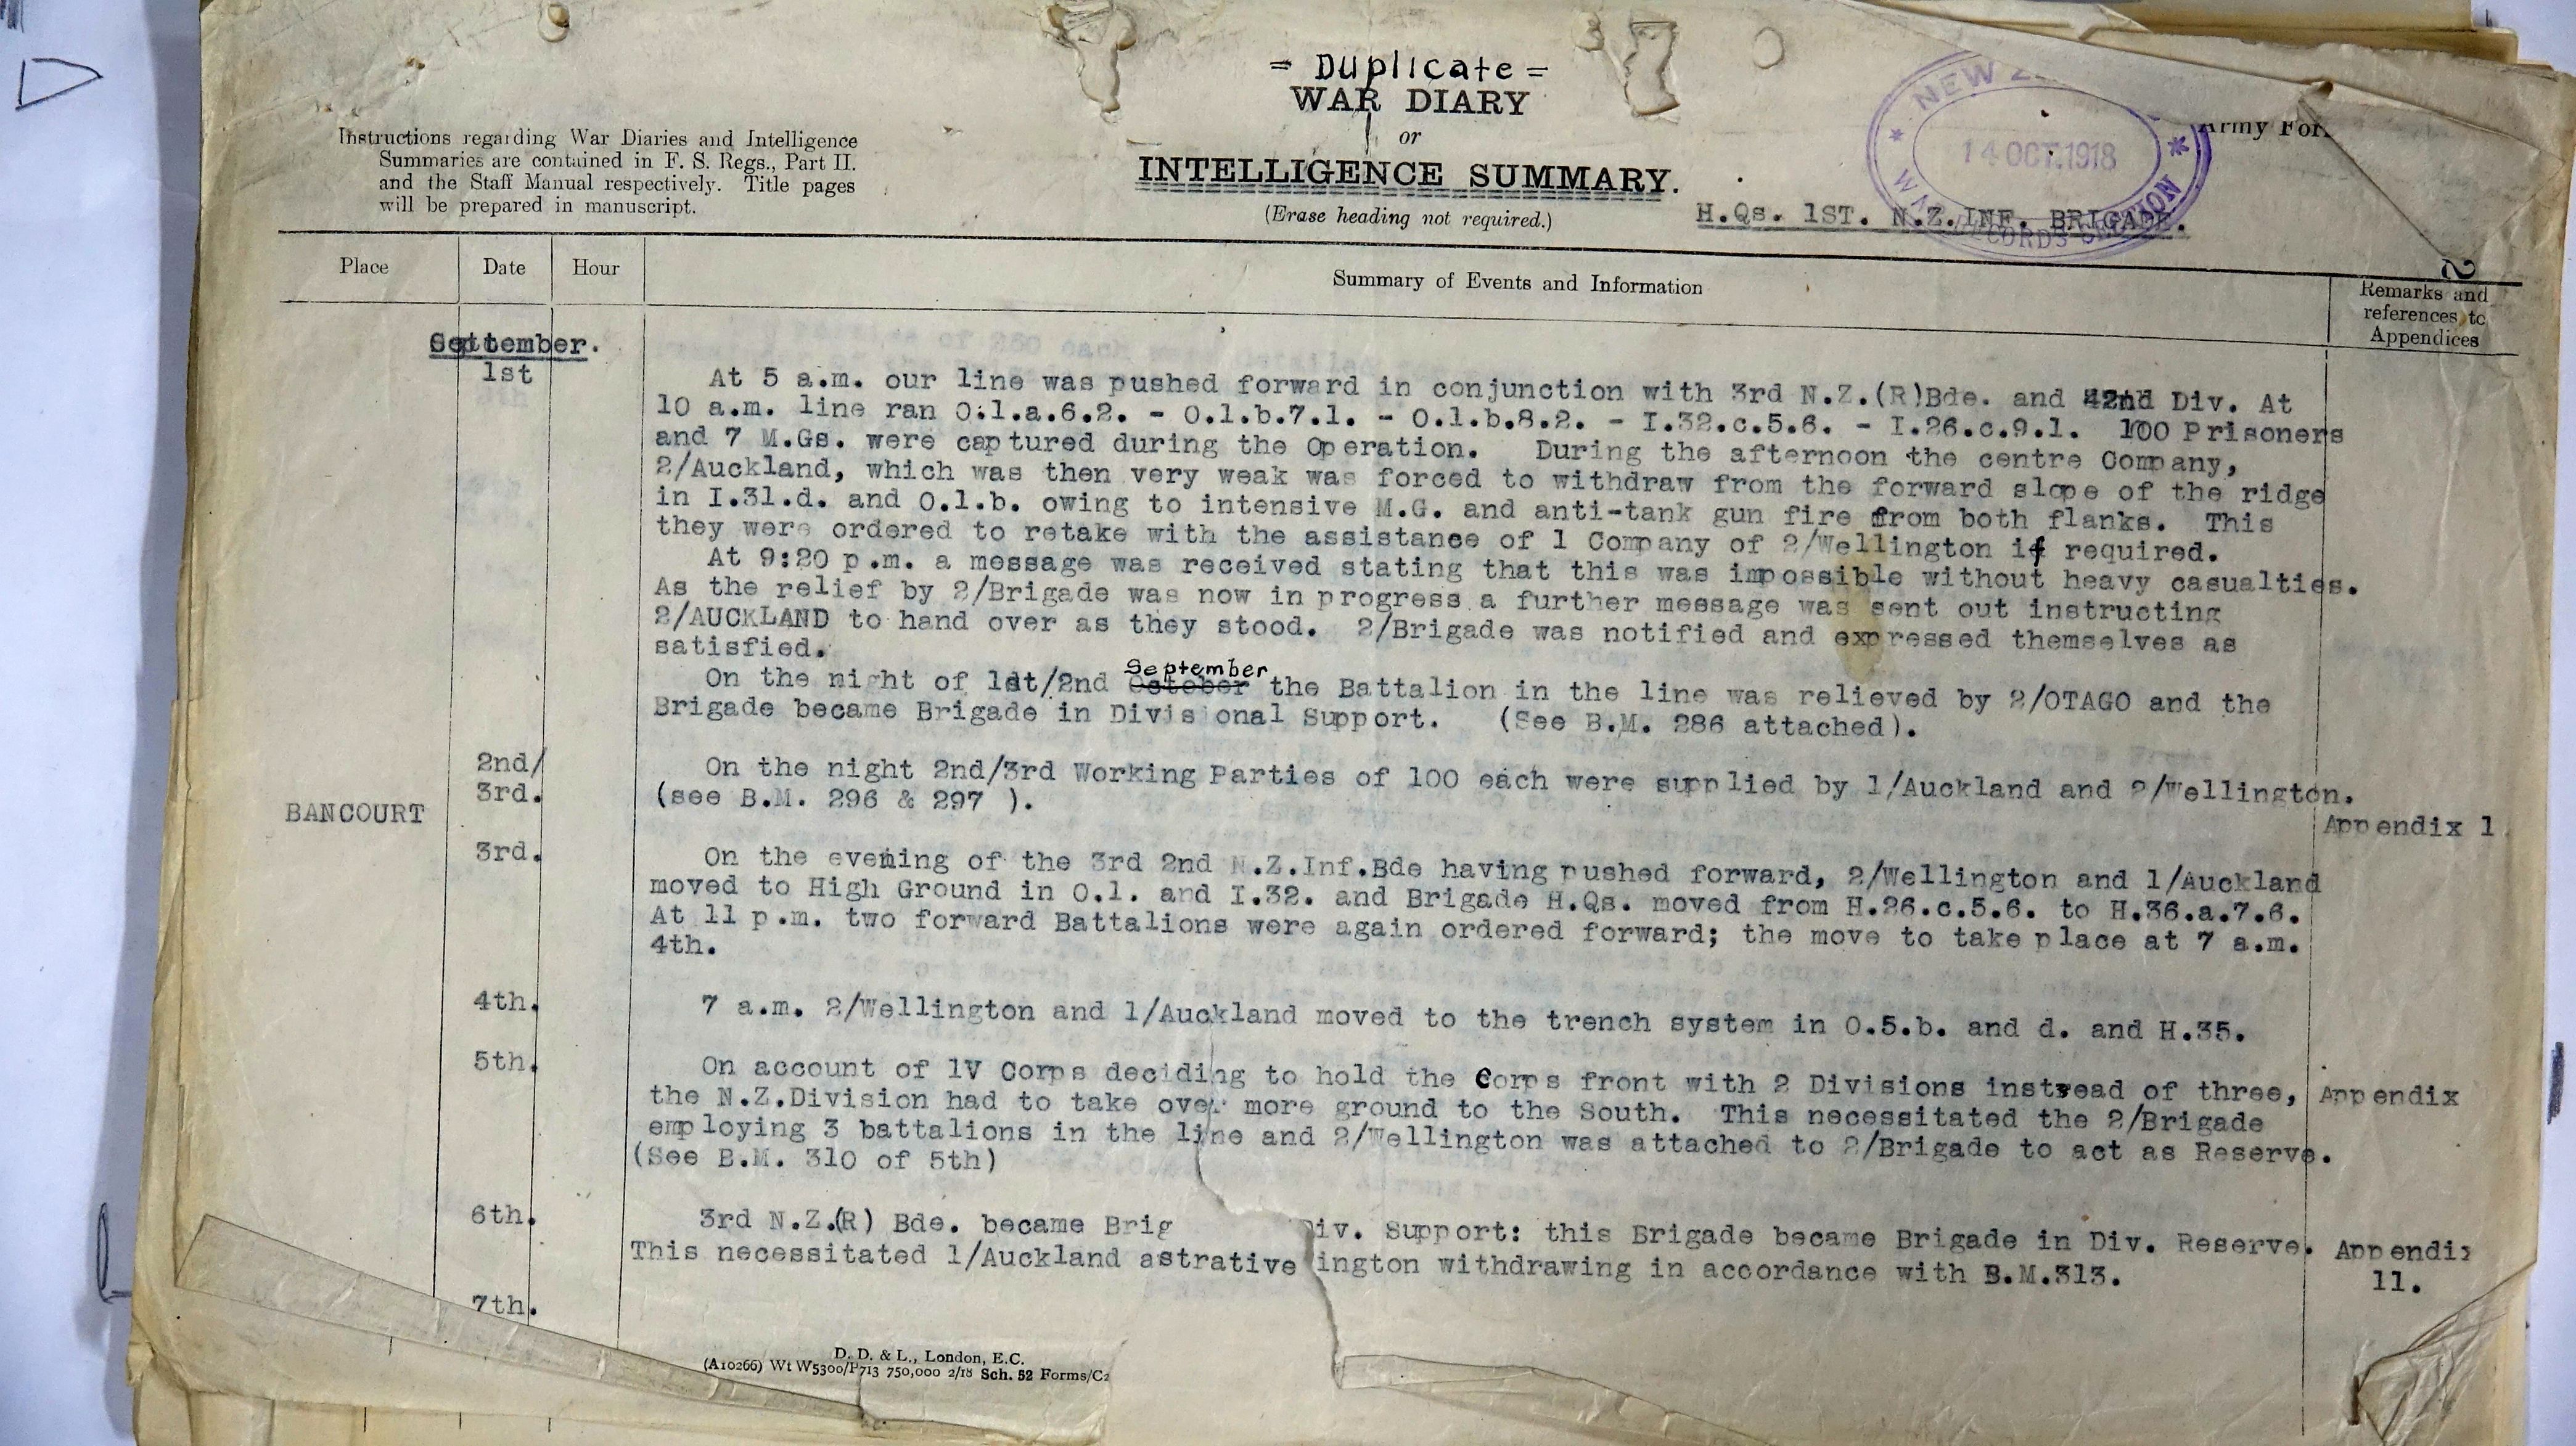 = Duplicate =
WAR DIARY
or
INTELLIGENCE SUMMARY.
(Erase heading not required.)
Instructions regarding War Diaries and Intelligence
Summaries are contained in F. S. Regs., Part II.
and the Staff Manual respectively. Title pages
will be prepared in manuscript.
NEW
14 OCT.1918
Army For
H.Qs. 1ST. N.Z.INF. BRIGADE.
2
Place
Date
Hour
Summary of Events and Information
Remarks and
references to
Appendices
September.
1st
At 5 a.m. our line was pushed forward in conjunction with 3rd N.Z.(R)Bde. and 42nd Div. At
10 a.m. line ran O.1.a.6.2. - O.1.b.7.1. - O.1.b.8.2. - I.32.c.5.6. - I.26.c.9.1. 100 Prisoners
and 7 M.Gs. were captured during the Operation. During the afternoon the centre Company,
2/Auckland, which was then very weak was forced to withdraw from the forward slope of the ridge
in I.31.d. and O.1.b. owing to intensive M.G. and anti-tank gun fire from both flanks. This
they were ordered to retake with the assistance of 1 Company of 2/Wellington if required.
At 9:20 p.m. a message was received stating that this was impossible without heavy casualties.
As the relief by 2/Brigade was now in progress a further message was sent out instructing
2/AUCKLAND to hand over as they stood. 2/Brigade was notified and expressed themselves as
satisfied.
September
On the night of 1st/2nd October the Battalion in the line was relieved by 2/OTAGO and the
Brigade became Brigade in Divisional Support. (See B.M. 286 attached).
2nd/
3rd.
On the night 2nd/3rd Working Parties of 100 each were supplied by 1/Auckland and 2/Wellington.
(see B.M. 296 & 297 ).
BANCOURT
Appendix 1
3rd.
On the evening of the 3rd 2nd N.Z.Inf.Bde having pushed forward, 2/Wellington and 1/Auckland
moved to High Ground in O.1. and I.32. and Brigade H.Qs. moved from H.26.c.5.6. to H.36.a.7.6.
At 11 p.m. two forward Battalions were again ordered forward; the move to take place at 7 a.m.
4th.
4th.
7 a.m. 2/Wellington and 1/Auckland moved to the trench system in O.5.b. and d. and H.35.
5th.
On account of 1V Corps deciding to hold the Corps front with 2 Divisions instread of three,
Appendix
the N.Z.Division had to take over more ground to the South. This necessitated the 2/Brigade
employing 3 battalions in the line and 2/Wellington was attached to 2/Brigade to act as Reserve.
(See B.M. 310 of 5th)
6th.
3rd N.Z.(R) Bde. became Brig Div. Support: this Brigade became Brigade in Div. Reserve.
This necessitated 1/Auckland astrative ington withdrawing in accordance with B.M.313.
Appendi
11.
7th.
D. D. & L., London, E.C.
(A10266) Wt W5300/P713 750,000 2/18 Sch. 52 Forms/C2